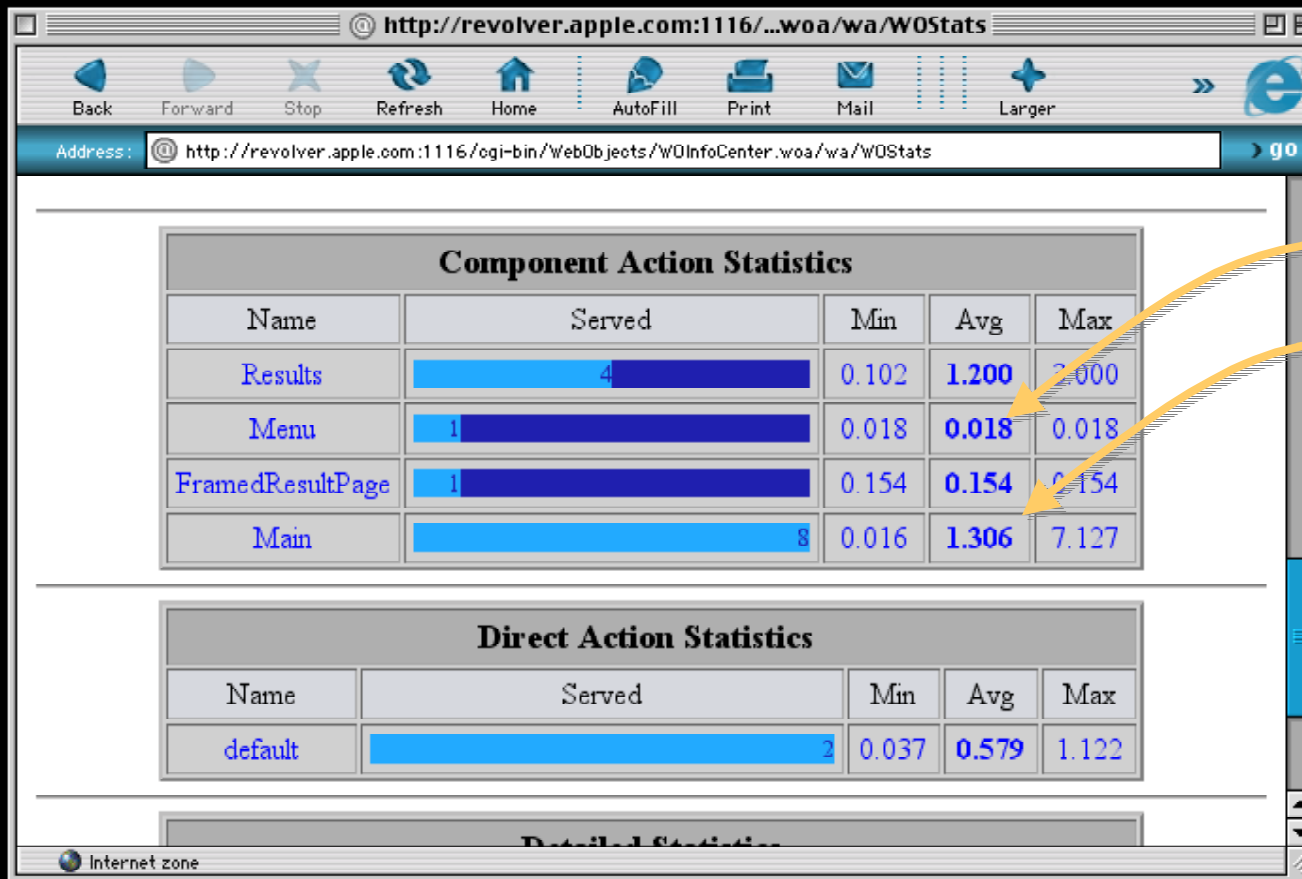 http://revolver.apple.com:1116/...woa/wa/WOStats
Back Forward Stop Refresh Home AutoFill Print Mail Larger »
Address: http://revolver.apple.com:1116/cgi-bin/WebObjects/WOInfoCenter.woa/wa/WOStats go
Component Action Statistics
Name Served Min Avg Max
Results 4 0.102 1.200 
Menu 1 0.018 0.018 0.018
FramedResultPage 1 0.154 0.154 0.154
Main 8 0.016 1.306 7.127
Direct Action Statistics
Name Served Min Avg Max
default 2 0.037 0.579 1.122
Detailed Statistics
Internet zone